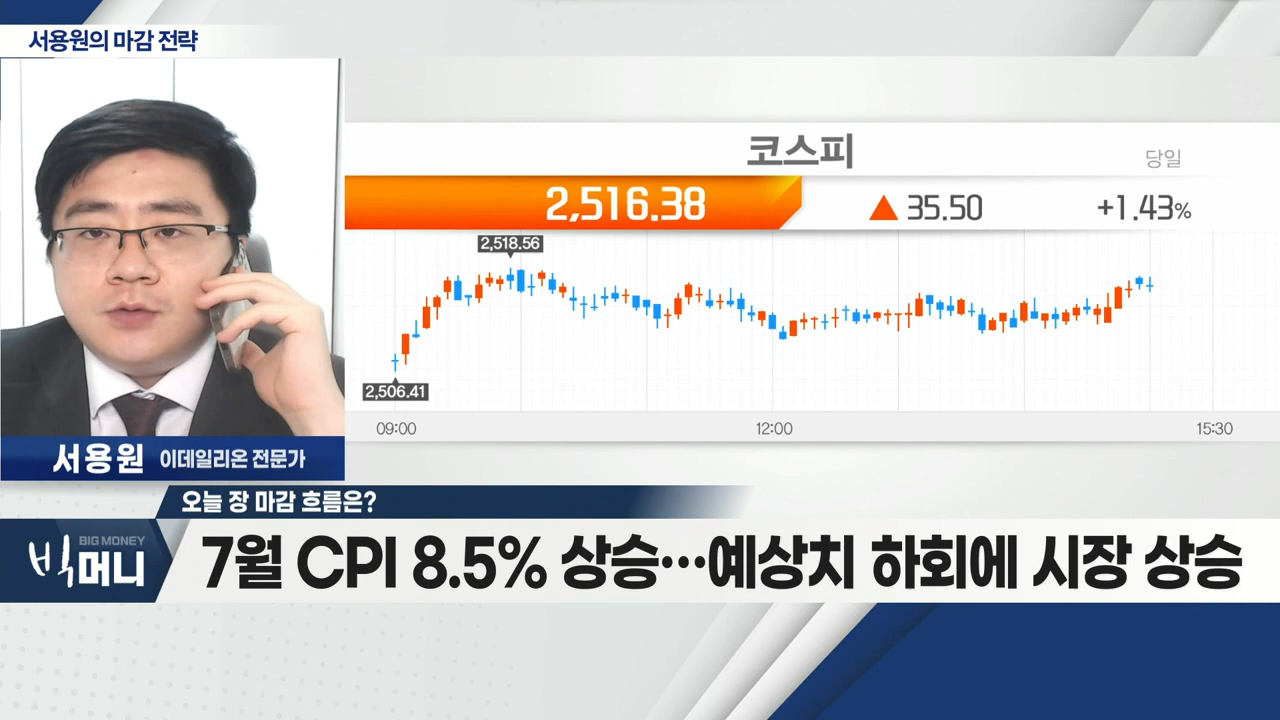 서용원의 마감 전략
코스피
당일
2,516.38 ▲ 35.50 +1.43%
2,518.56
2,506.41
09:00 12:00 15:30
서용원 이데일리온 전문가
오늘 장 마감 흐름은?
BIG MONEY
빅머니
7월 CPI 8.5% 상승…예상치 하회에 시장 상승